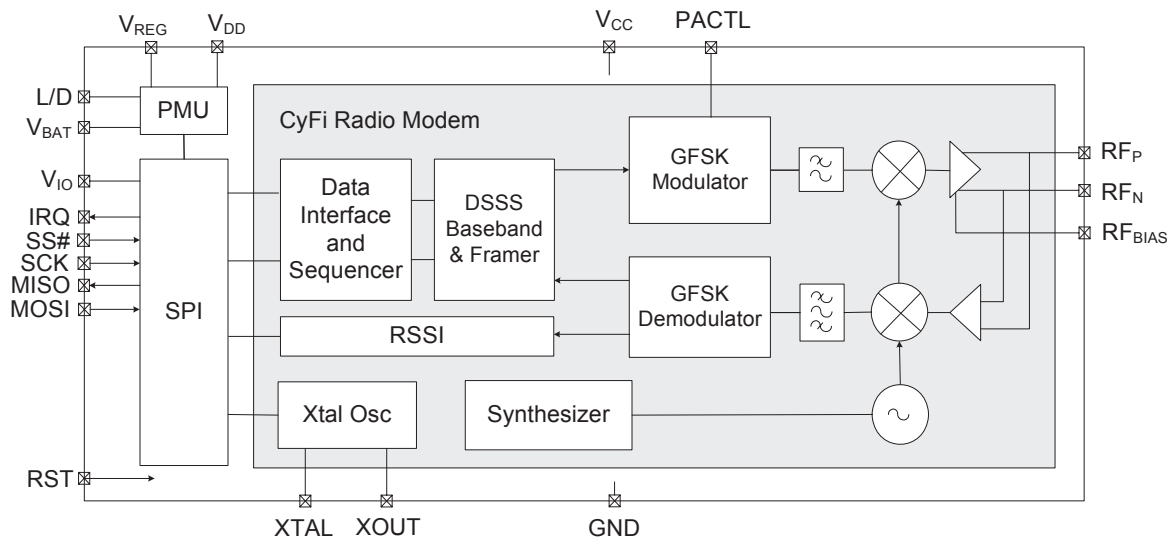 VREG
VDD
VCC
PACTL
L/D
VBAT
PMU
CyFi Radio Modem
VIO
IRQ
SS#
SCK
MISO
MOSI
SPI
Data
Interface
and
Sequencer
DSSS
Baseband
& Framer
GFSK
Modulator
RFP
RFN
RFBIAS
GFSK
Demodulator
RSSI
Xtal Osc
Synthesizer
RST
XTAL
XOUT
GND